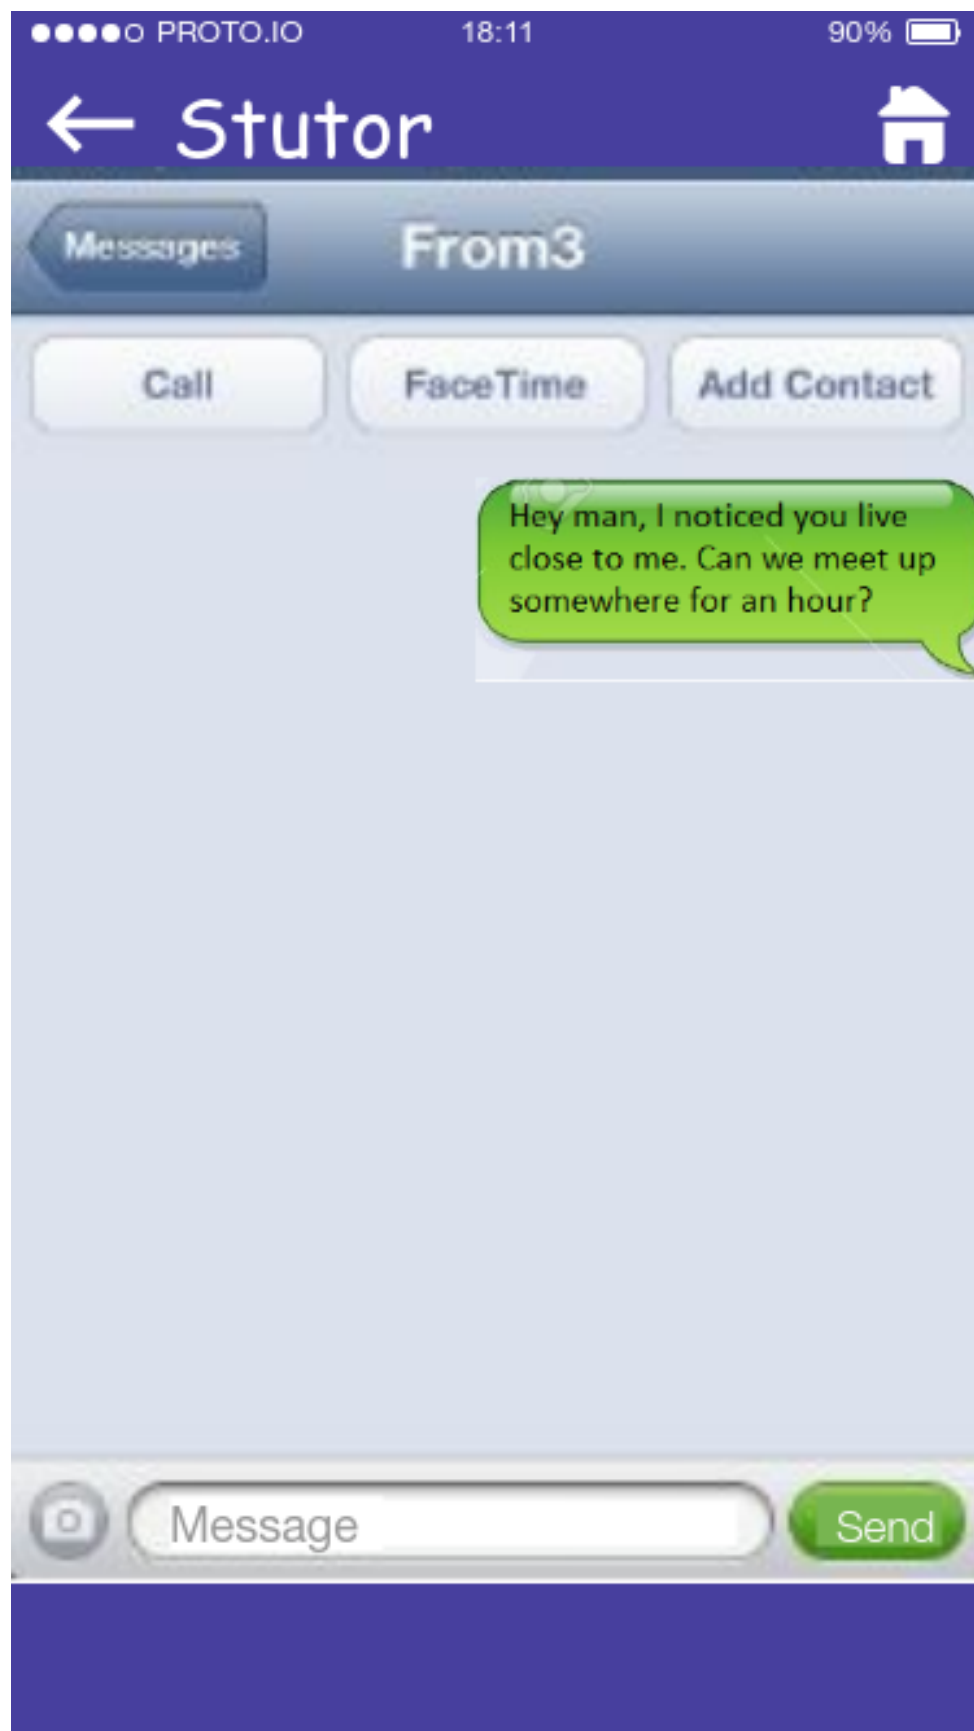 PROTO.IO 18:11 90%
Stutor
Messages From3
Call FaceTime Add Contact
Hey man, I noticed you live
close to me. Can we meet up
somewhere for an hour?
Message Send